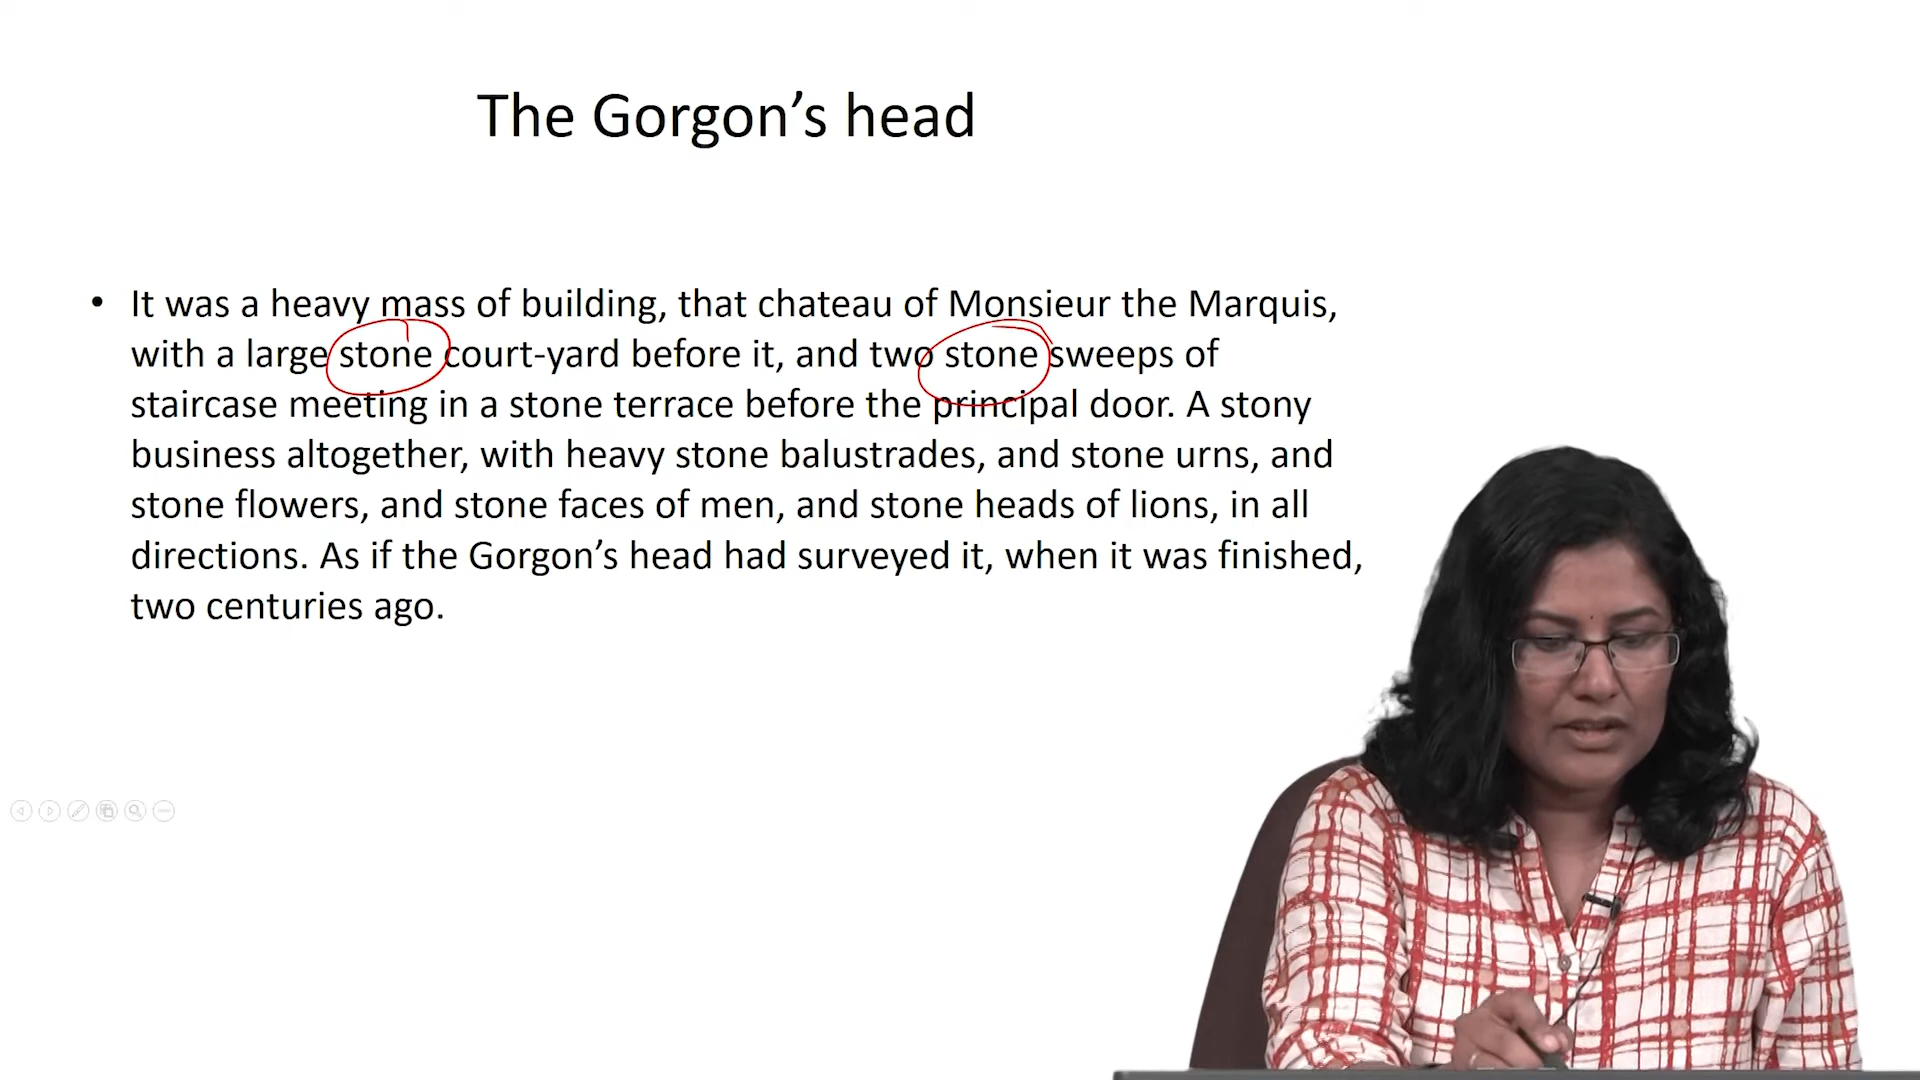 The Gorgon’s head
• It was a heavy mass of building, that chateau of Monsieur the Marquis,
with a large stone court-yard before it, and two stone sweeps of
staircase meeting in a stone terrace before the principal door. A stony
business altogether, with heavy stone balustrades, and stone urns, and
stone flowers, and stone faces of men, and stone heads of lions, in all
directions. As if the Gorgon’s head had surveyed it, when it was finished,
two centuries ago.